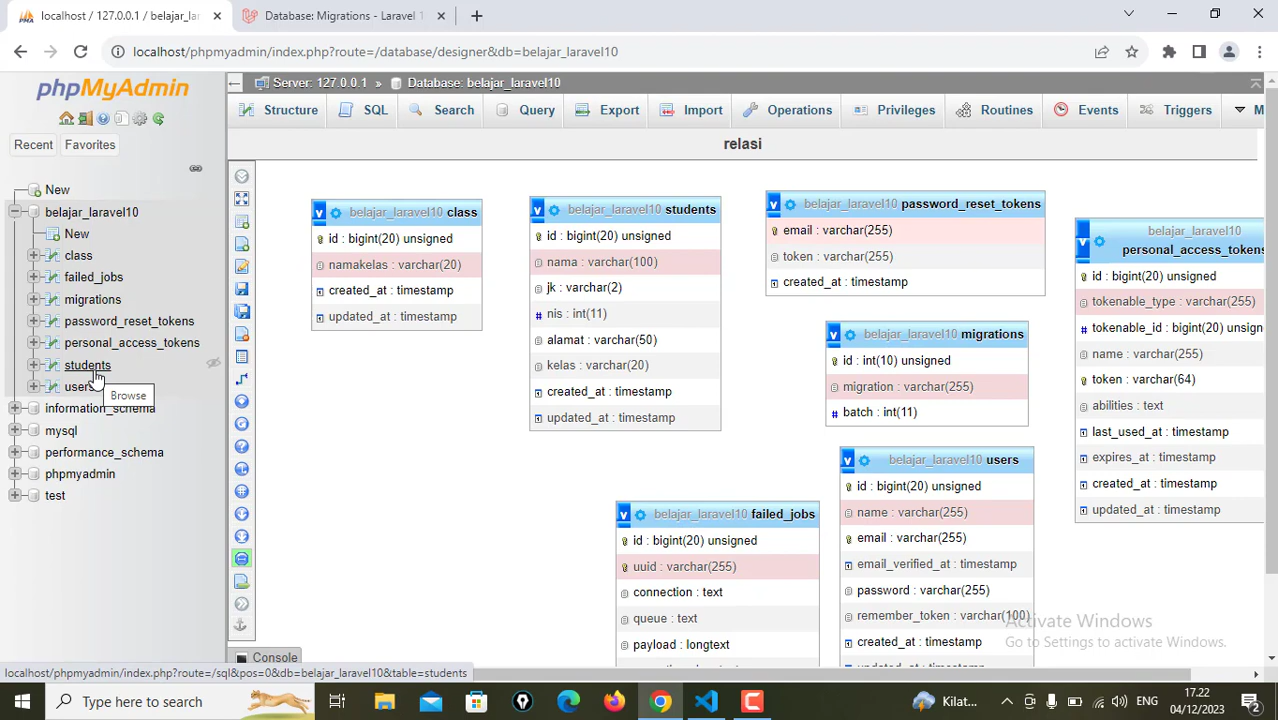 localhost / 127.0.0.1 / belajar_la
Database: Migrations - Laravel 1
localhost/phpmyadmin/index.php?route=/database/designer&db=belajar_laravel10
phpMyAdmin
Recent
Favorites
New
belajar_laravel10
New
class
failed_jobs
migrations
password_reset_tokens
personal_access_tokens
students
users
Browse
information_schema
mysql
performance_schema
phpmyadmin
test
Server: 127.0.0.1 » Database: belajar_laravel10
Structure
SQL
Search
Query
Export
Import
Operations
Privileges
Routines
Events
Triggers
M
relasi
belajar_laravel10 class
id : bigint(20) unsigned
namakelas : varchar(20)
created_at : timestamp
updated_at : timestamp
belajar_laravel10 students
id : bigint(20) unsigned
nama : varchar(100)
jk : varchar(2)
nis : int(11)
alamat : varchar(50)
kelas : varchar(20)
created_at : timestamp
updated_at : timestamp
belajar_laravel10 password_reset_tokens
email : varchar(255)
token : varchar(255)
created_at : timestamp
belajar_laravel10 migrations
id : int(10) unsigned
migration : varchar(255)
batch : int(11)
belajar_laravel10
personal_access_tokens
id : bigint(20) unsigned
tokenable_type : varchar(255)
tokenable_id : bigint(20) unsign
name : varchar(255)
token : varchar(64)
abilities : text
last_used_at : timestamp
expires_at : timestamp
created_at : timestamp
updated_at : timestamp
belajar_laravel10 users
id : bigint(20) unsigned
name : varchar(255)
email : varchar(255)
email_verified_at : timestamp
password : varchar(255)
remember_token : varchar(100)
created_at : timestamp
updated_at : timestamp
belajar_laravel10 failed_jobs
id : bigint(20) unsigned
uuid : varchar(255)
connection : text
queue : text
payload : longtext
Activate Windows
Go to Settings to activate Windows.
Console
localhost/phpmyadmin/index.php?route=/sql&pos=0&db=belajar_laravel10&table=students
Type here to search
Kilat...
ENG
17.22
04/12/2023
2